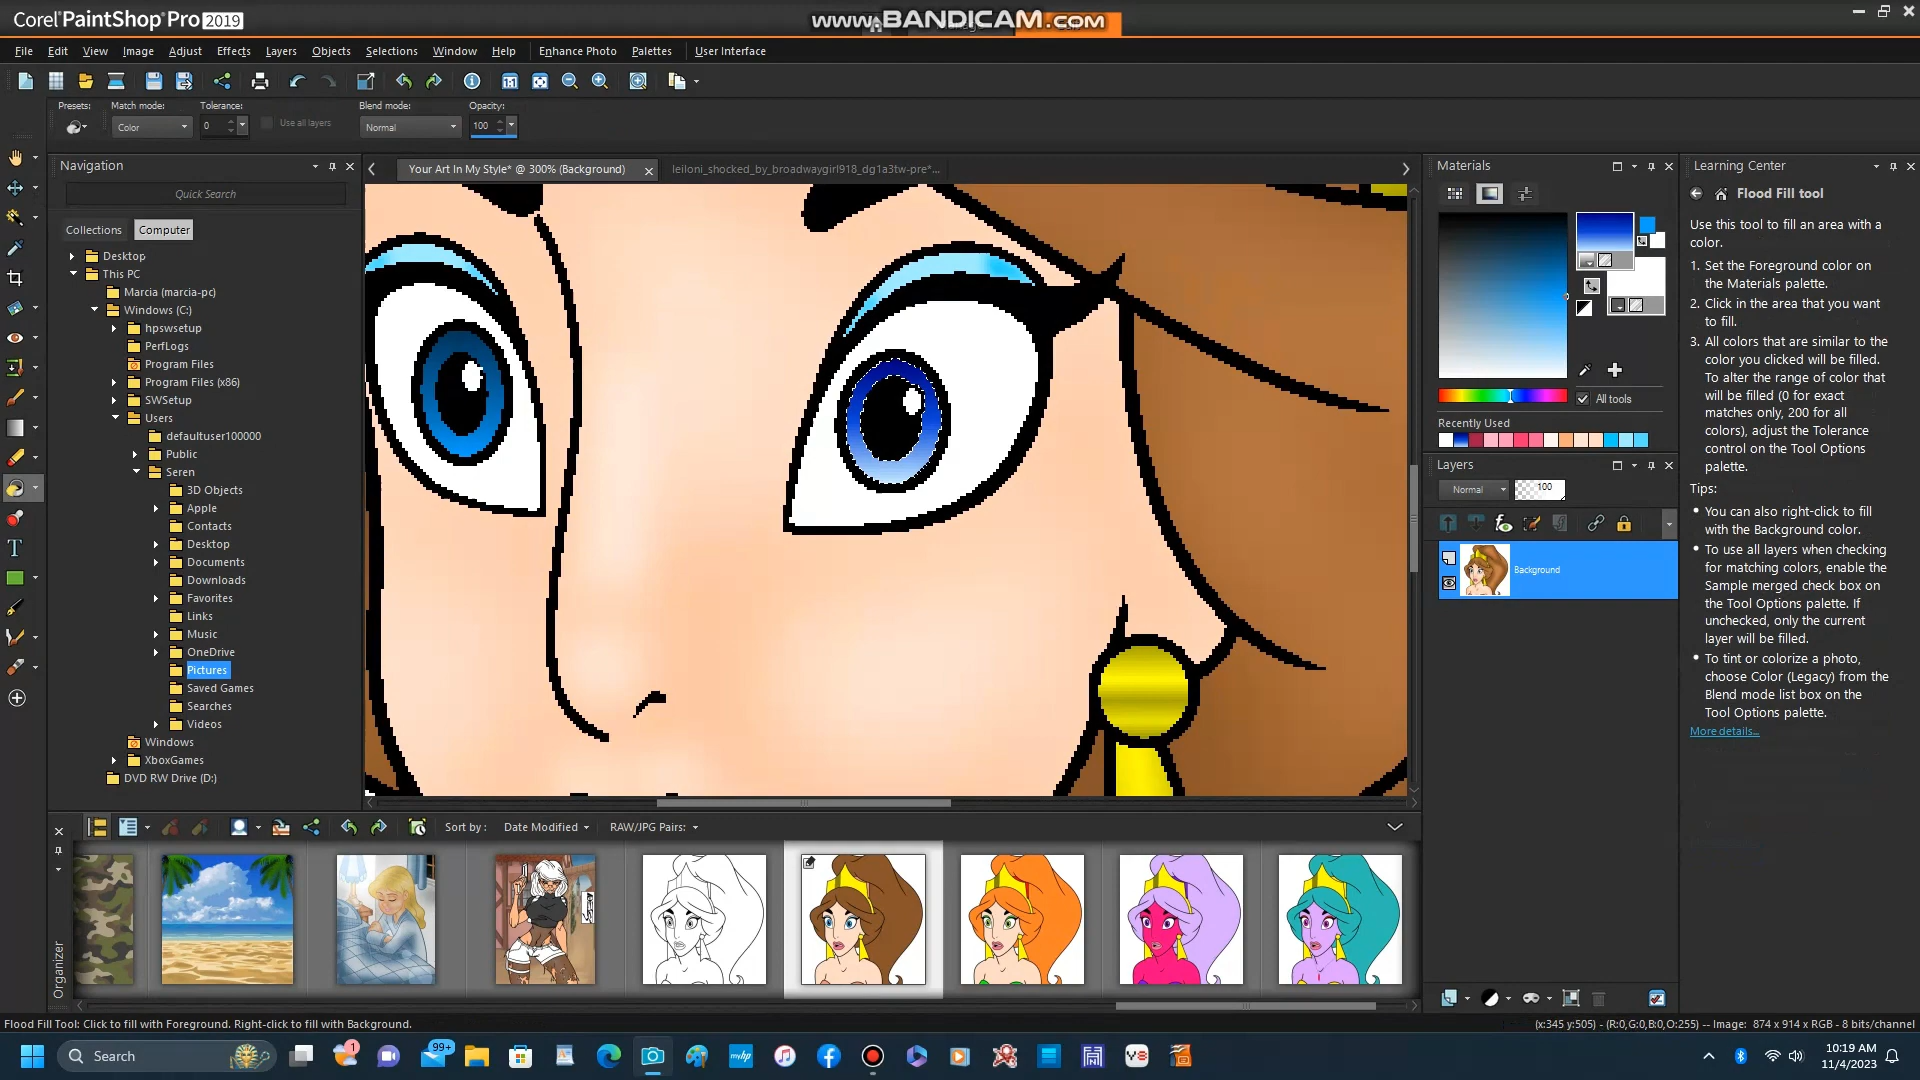 Corel PaintShop Pro 2019
www.BANDICAM.com
File Edit View Image Adjust Effects Layers Objects Selections Window Help Enhance Photo Palettes User Interface
Presets: Match mode: Tolerance: Blend mode: Opacity:
Color 0 Use all layers Normal 100
Navigation
Quick Search
Collections Computer
Desktop
This PC
Marcia (marcia-pc)
Windows (C:)
hpswsetup
PerfLogs
Program Files
Program Files (x86)
SWSetup
Users
defaultuser100000
Public
Seren
3D Objects
Apple
Contacts
Desktop
Documents
Downloads
Favorites
Links
Music
OneDrive
Pictures
Saved Games
Searches
Videos
Windows
XboxGames
DVD RW Drive (D:)
Your Art In My Style* @ 300% (Background) leiloni_shocked_by_broadwaygirl918_dg1a3tw-pre*...
Materials
All tools
Recently Used
Layers
Normal 100
Background
Learning Center
Flood Fill tool
Use this tool to fill an area with a
color.
1. Set the Foreground color on
the Materials palette.
2. Click in the area that you want
to fill.
3. All colors that are similar to the
color you clicked will be filled.
To alter the range of color that
will be filled (0 for exact
matches only, 200 for all
colors), adjust the Tolerance
control on the Tool Options
palette.
Tips:
• You can also right-click to fill
with the Background color.
• To use all layers when checking
for matching colors, enable the
Sample merged check box on
the Tool Options palette. If
unchecked, only the current
layer will be filled.
• To tint or colorize a photo,
choose Color (Legacy) from the
Blend mode list box on the
Tool Options palette.
More details...
Organizer
Sort by: Date Modified RAW/JPG Pairs:
Flood Fill Tool: Click to fill with Foreground. Right-click to fill with Background.
(x:345 y:505) - (R:0,G:0,B:0,O:255) -- Image: 874 x 914 x RGB - 8 bits/channel
Search
1
99+
10:19 AM
11/4/2023